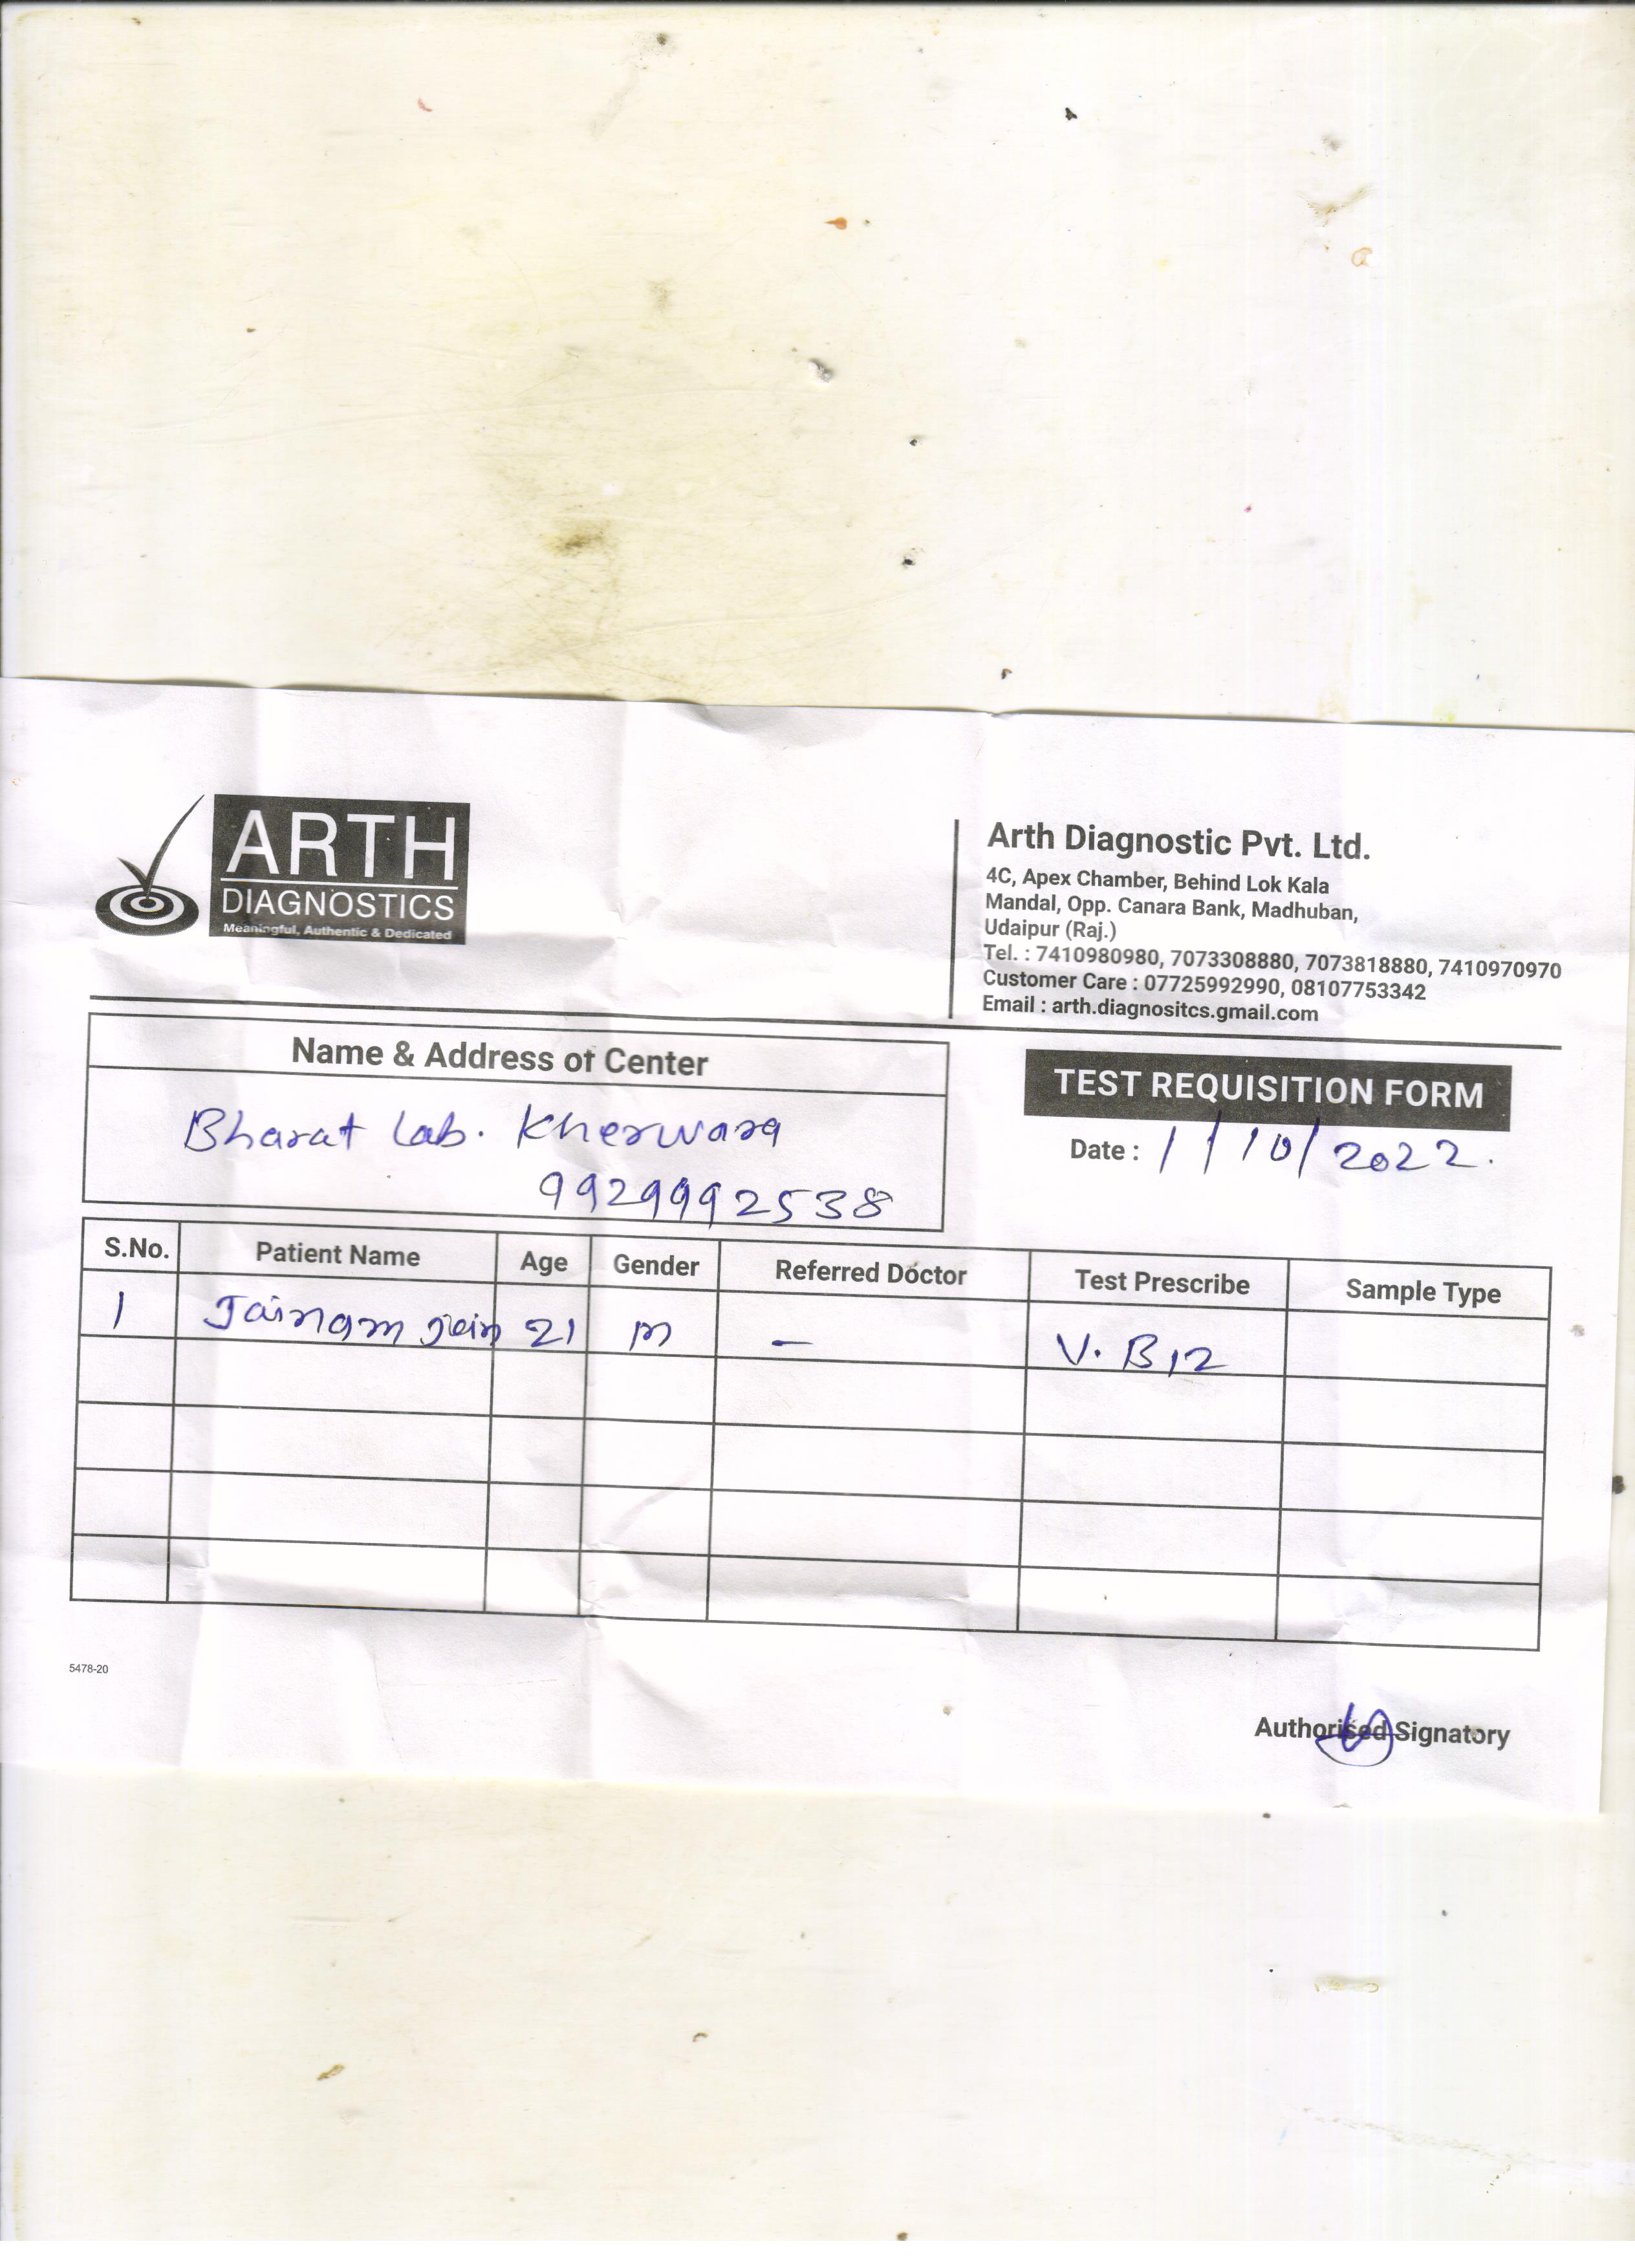 ARTH
DIAGNOSTICS
Meaningful, Authentic & Dedicated
Arth Diagnostic Pvt. Ltd.
4C, Apex Chamber, Behind Lok Kala
Mandal, Opp. Canara Bank, Madhuban,
Udaipur (Raj.)
Tel. : 7410980980, 7073308880, 7073818880, 7410970970
Customer Care : 07725992990, 08107753342
Email : arth.diagnositcs.gmail.com
Name & Address of Center
Bharat Lab. Kherwara
9929992538
TEST REQUISITION FORM
Date : 1/10/2022.
S.No. Patient Name Age Gender Referred Doctor Test Prescribe Sample Type
1 Jainam Jain 21 m — V. B12
5478-20
Authorised Signatory